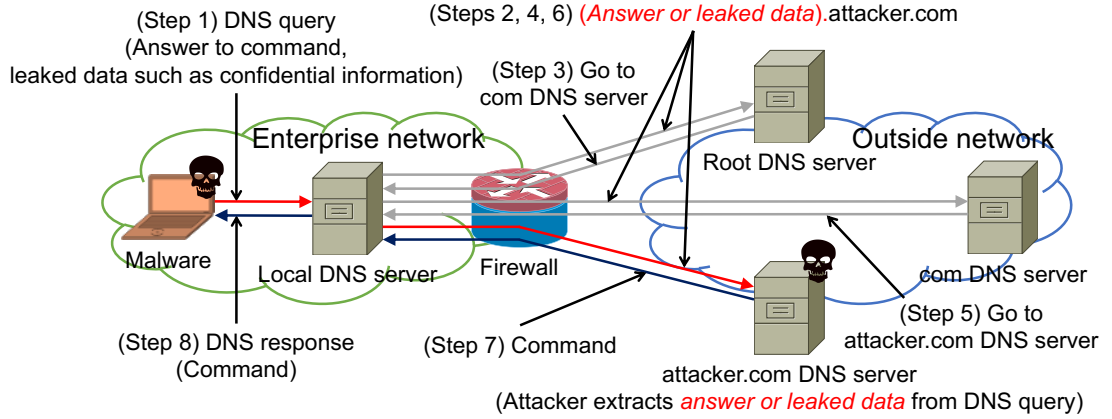 (Step 1) DNS query
(Answer to command,
leaked data such as confidential information)
(Steps 2, 4, 6) (Answer or leaked data).attacker.com
(Step 3) Go to
com DNS server
Enterprise network
Outside network
Root DNS server
Malware
Local DNS server
Firewall
com DNS server
(Step 8) DNS response
(Command)
(Step 7) Command
(Step 5) Go to
attacker.com DNS server
attacker.com DNS server
(Attacker extracts answer or leaked data from DNS query)